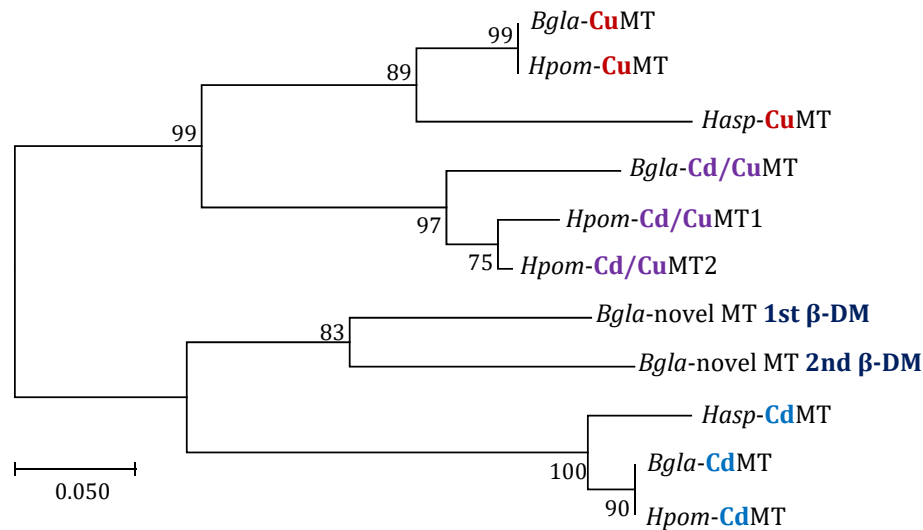 Bgla-CuMT
99
Hpom-CuMT
89
Hasp-CuMT
99
Bgla-Cd/CuMT
Hpom-Cd/CuMT1
97
75
Hpom-Cd/CuMT2
Bgla-novel MT 1st β-DM
83
Bgla-novel MT 2nd β-DM
Hasp-CdMT
Bgla-CdMT
100
0.050
90
Hpom-CdMT